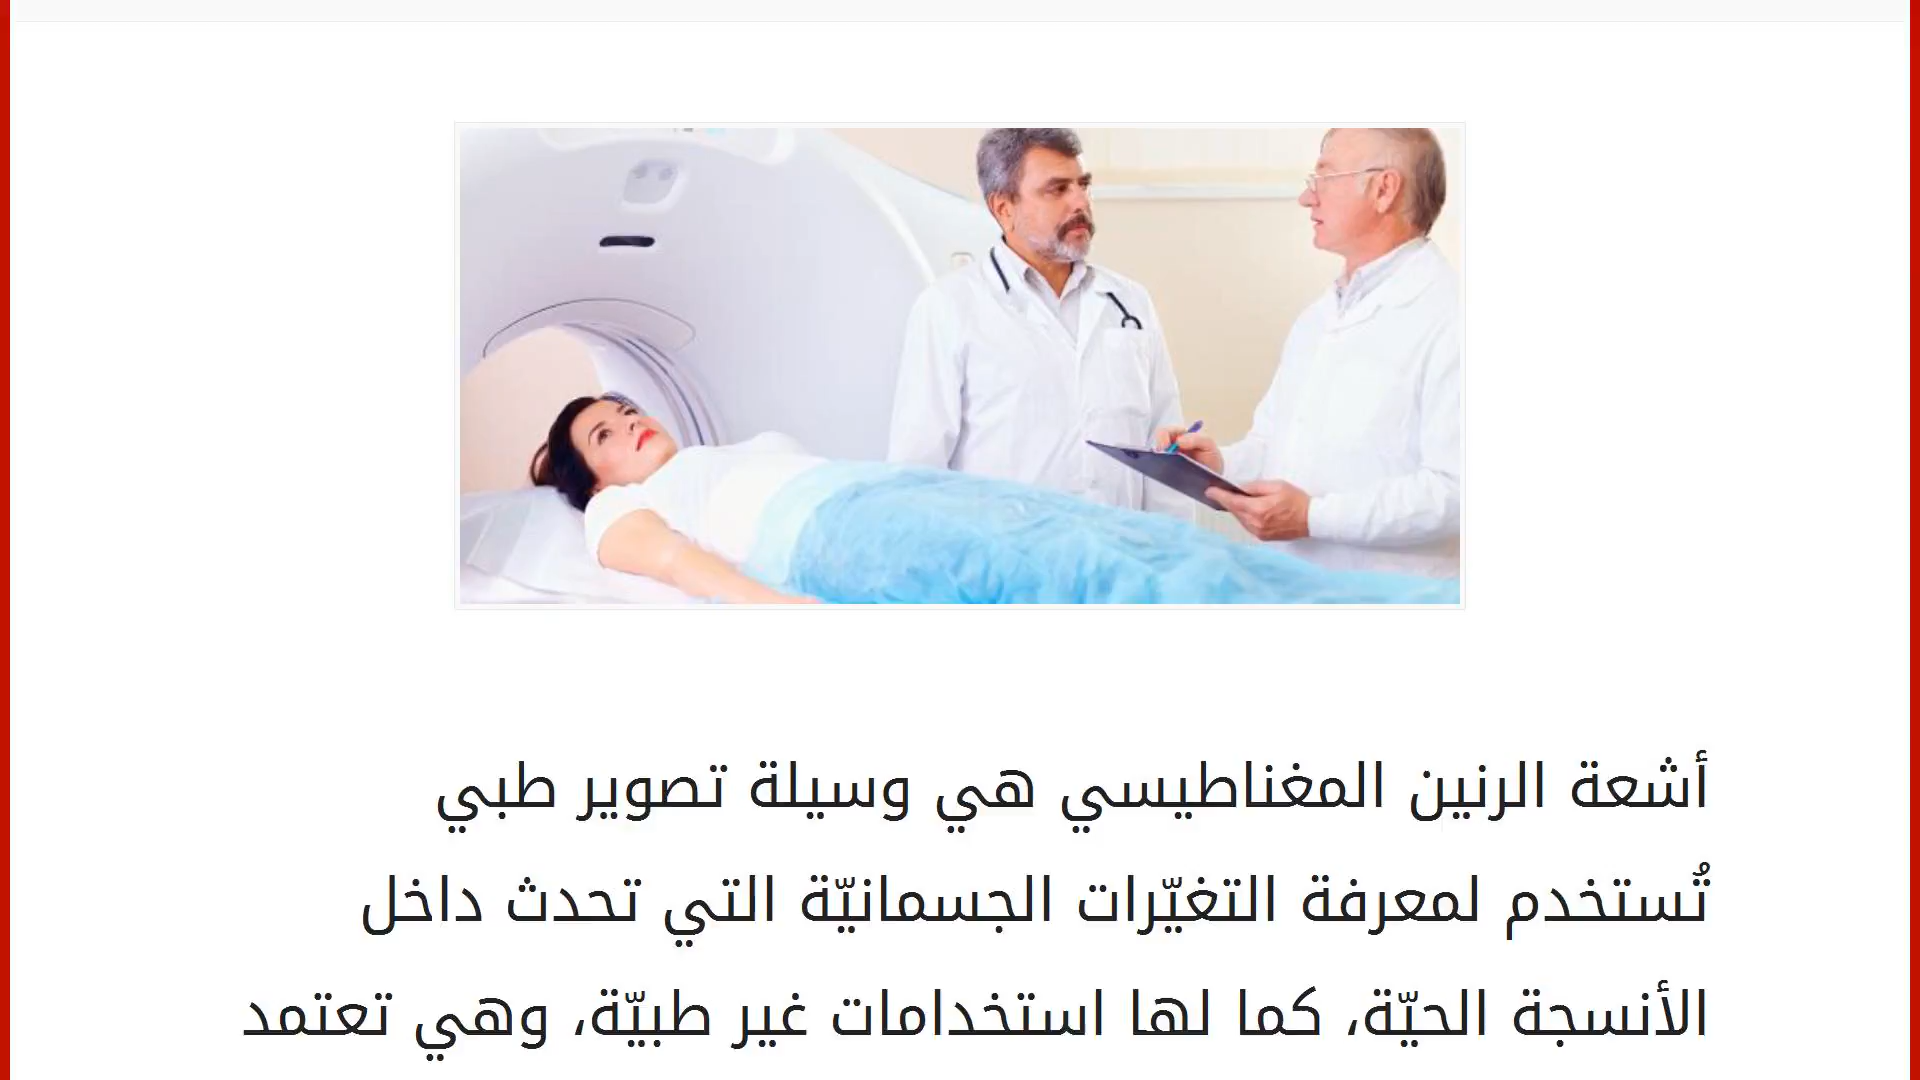 أشعة الرنين المغناطيسي هي وسيلة تصوير طبي
تُستخدم لمعرفة التغيّرات الجسمانيّة التي تحدث داخل
الأنسجة الحيّة، كما لها استخدامات غير طبيّة، وهي تعتمد